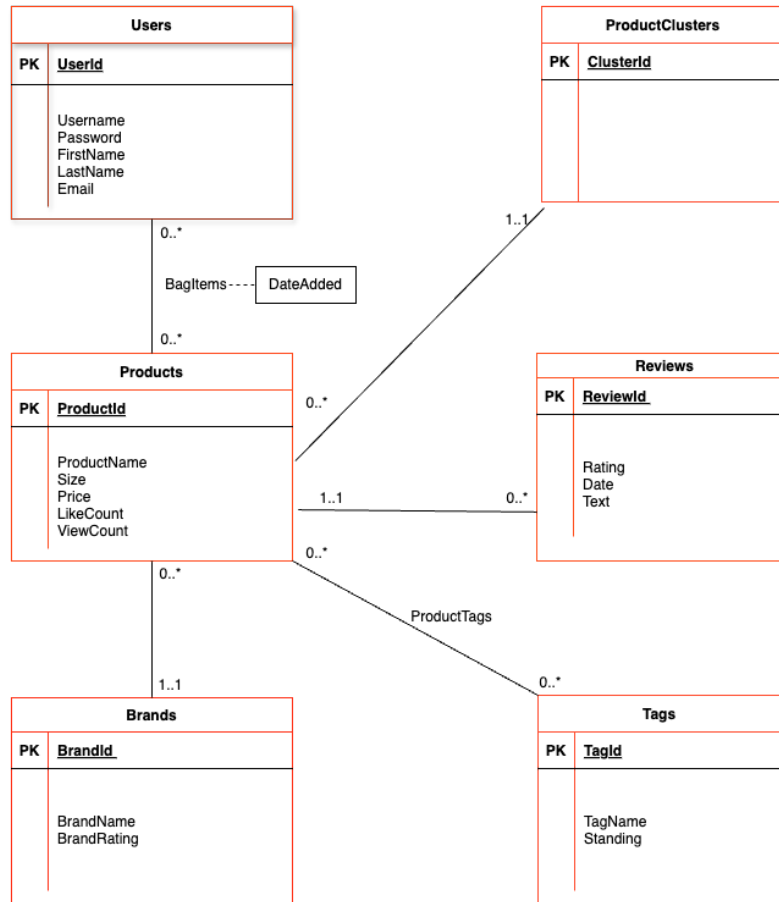 Users
PK UserId
Username
Password
FirstName
LastName
Email
ProductClusters
PK ClusterId
0..*
1..1
BagItems
DateAdded
0..*
Products
PK ProductId
ProductName
Size
Price
LikeCount
ViewCount
0..*
Reviews
PK ReviewId
Rating
Date
Text
1..1
0..*
0..*
0..*
ProductTags
0..*
1..1
Brands
PK BrandId
BrandName
BrandRating
Tags
PK TagId
TagName
Standing